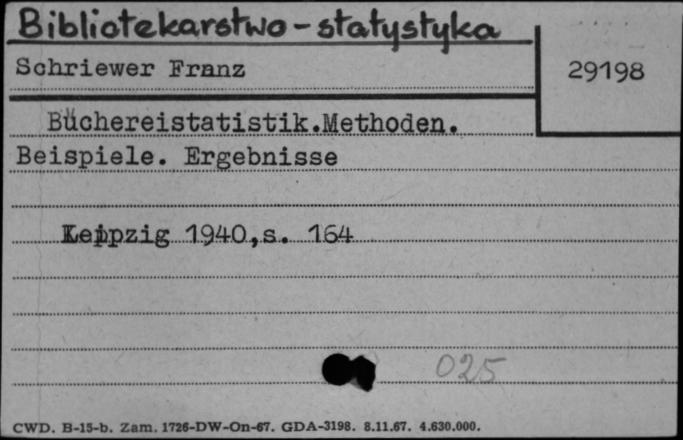 Bibliotekarstwo - statystyka
Schriewer Franz
29198
Büchereistatistik.Methoden.
Beispiele. Ergebnisse
Leipzig 1940,s. 164
025
CWD. B-15-b. Zam. 1726-DW-On-67. GDA-3198. 8.11.67. 4.630.000.